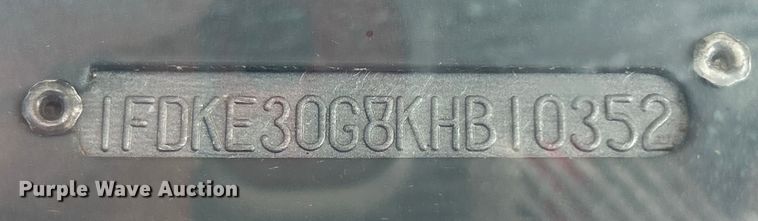 1FDKE30G8KHB10352
Purple Wave Auction